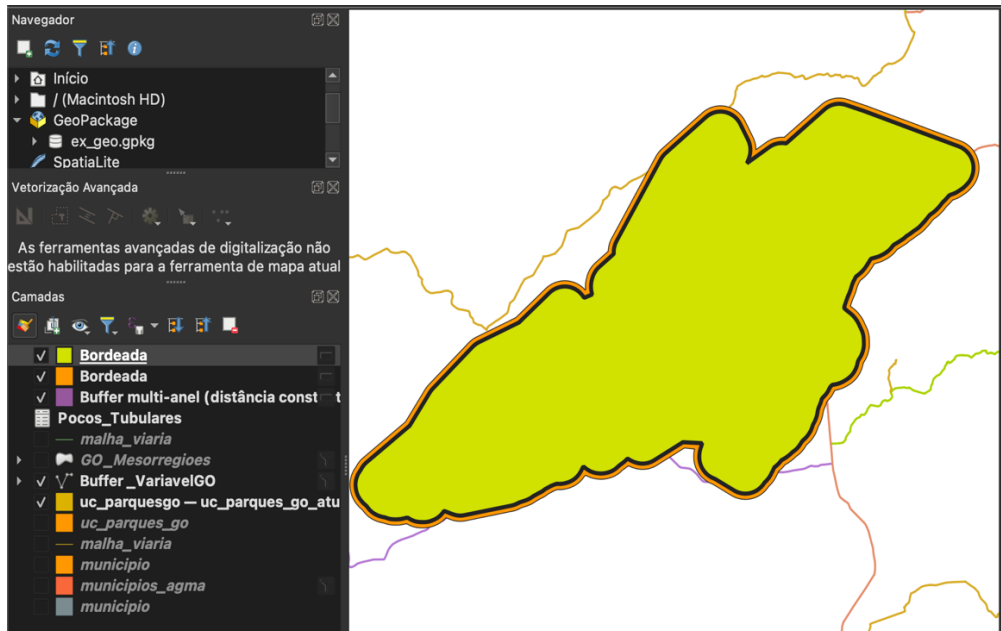 Navegador
Início
/ (Macintosh HD)
GeoPackage
ex_geo.gpkg
SpatiaLite
Vetorização Avançada
As ferramentas avançadas de digitalização não
estão habilitadas para a ferramenta de mapa atual
Camadas
Bordeada
Bordeada
Buffer multi-anel (distância const t
Pocos_Tubulares
malha_viaria
GO_Mesorregioes
Buffer _VariavelGO
uc_parquesgo — uc_parques_go_atu
uc_parques_go
malha_viaria
municipio
municipios_agma
municipio